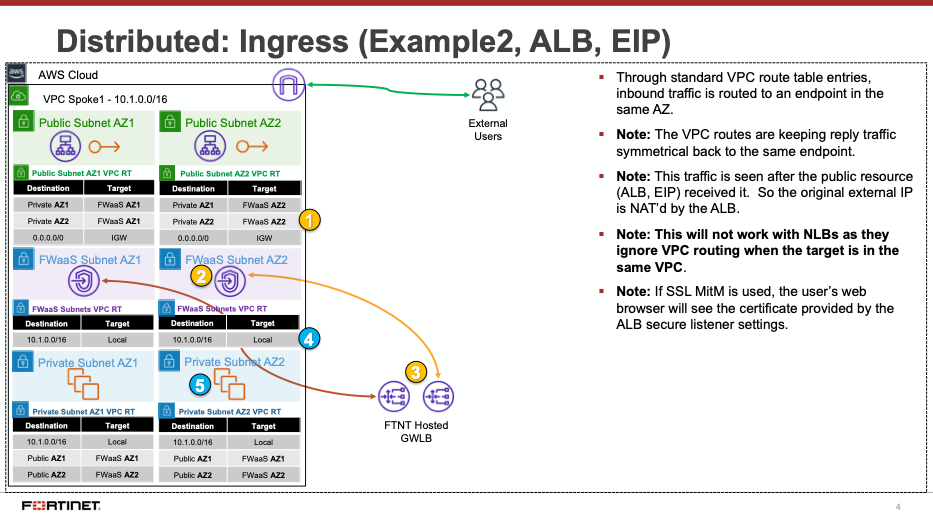 Distributed: Ingress (Example2, ALB, EIP)
aws
AWS Cloud
VPC Spoke1 - 10.1.0.0/16
Public Subnet AZ1
Public Subnet AZ2
Public Subnet AZ1 VPC RT
Public Subnet AZ2 VPC RT
Destination Target
Destination Target
Private AZ1 FWaaS AZ1
Private AZ1 FWaaS AZ2
Private AZ2 FWaaS AZ1
Private AZ2 FWaaS AZ2
0.0.0.0/0 IGW
0.0.0.0/0 IGW
1
FWaaS Subnet AZ1
FWaaS Subnet AZ2
2
FWaaS Subnets VPC RT
FWaaS Subnets VPC RT
Destination Target
Destination Target
10.1.0.0/16 Local
10.1.0.0/16 Local
4
Private Subnet AZ1
Private Subnet AZ2
5
Private Subnet AZ1 VPC RT
Private Subnet AZ2 VPC RT
Destination Target
Destination Target
10.1.0.0/16 Local
10.1.0.0/16 Local
Public AZ1 FWaaS AZ1
Public AZ1 FWaaS AZ2
Public AZ2 FWaaS AZ1
Public AZ2 FWaaS AZ2
External
Users
3
FTNT Hosted
GWLB
▪ Through standard VPC route table entries,
inbound traffic is routed to an endpoint in the
same AZ.
▪ Note: The VPC routes are keeping reply traffic
symmetrical back to the same endpoint.
▪ Note: This traffic is seen after the public resource
(ALB, EIP) received it. So the original external IP
is NAT'd by the ALB.
▪ Note: This will not work with NLBs as they
ignore VPC routing when the target is in the
same VPC.
▪ Note: If SSL MitM is used, the user's web
browser will see the certificate provided by the
ALB secure listener settings.
FORTINET
4